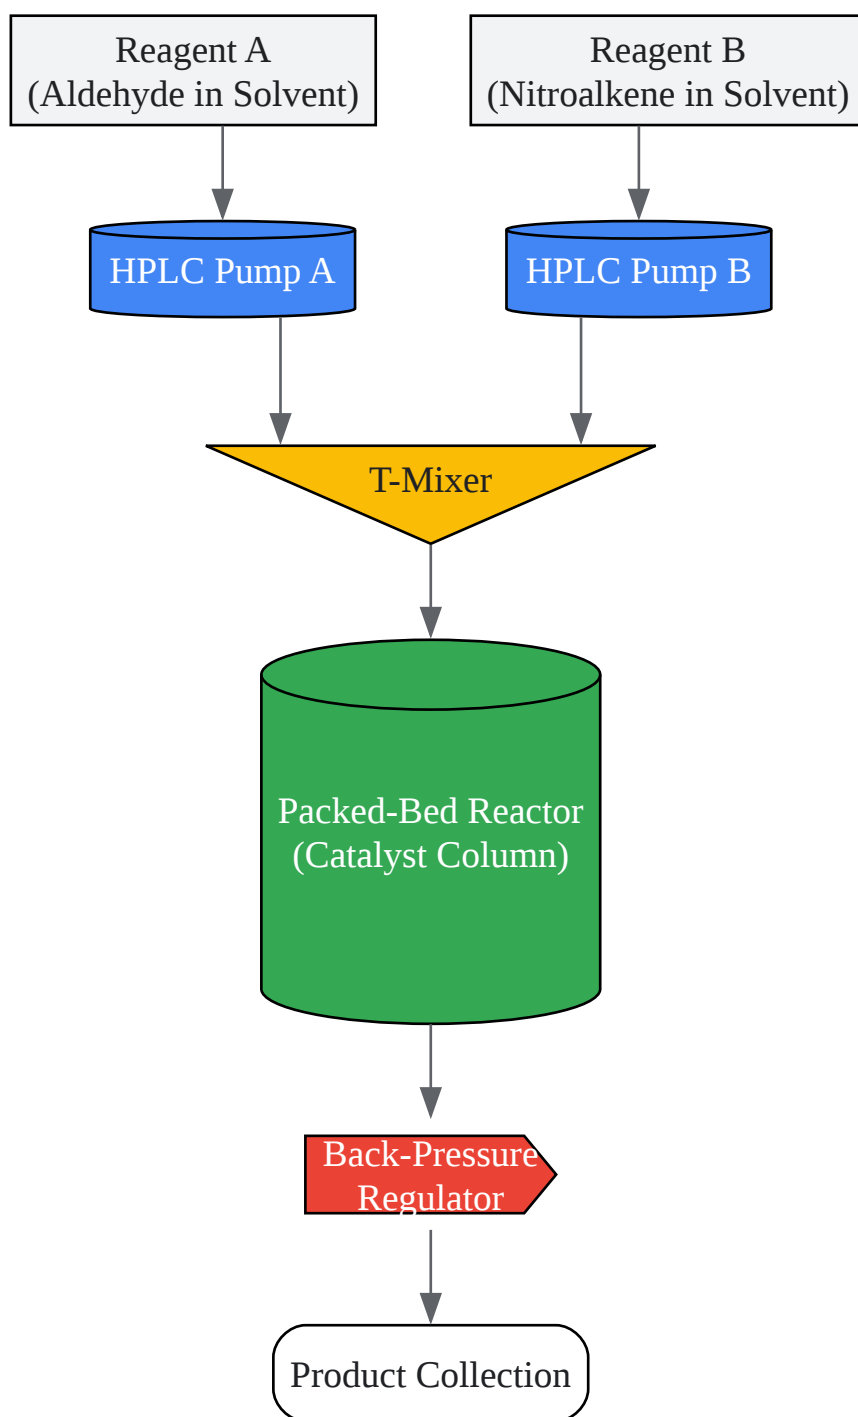 Reagent A
(Aldehyde in Solvent)
Reagent B
(Nitroalkene in Solvent)
HPLC Pump A
HPLC Pump B
T-Mixer
Packed-Bed Reactor
(Catalyst Column)
Back-Pressure
Regulator
Product Collection